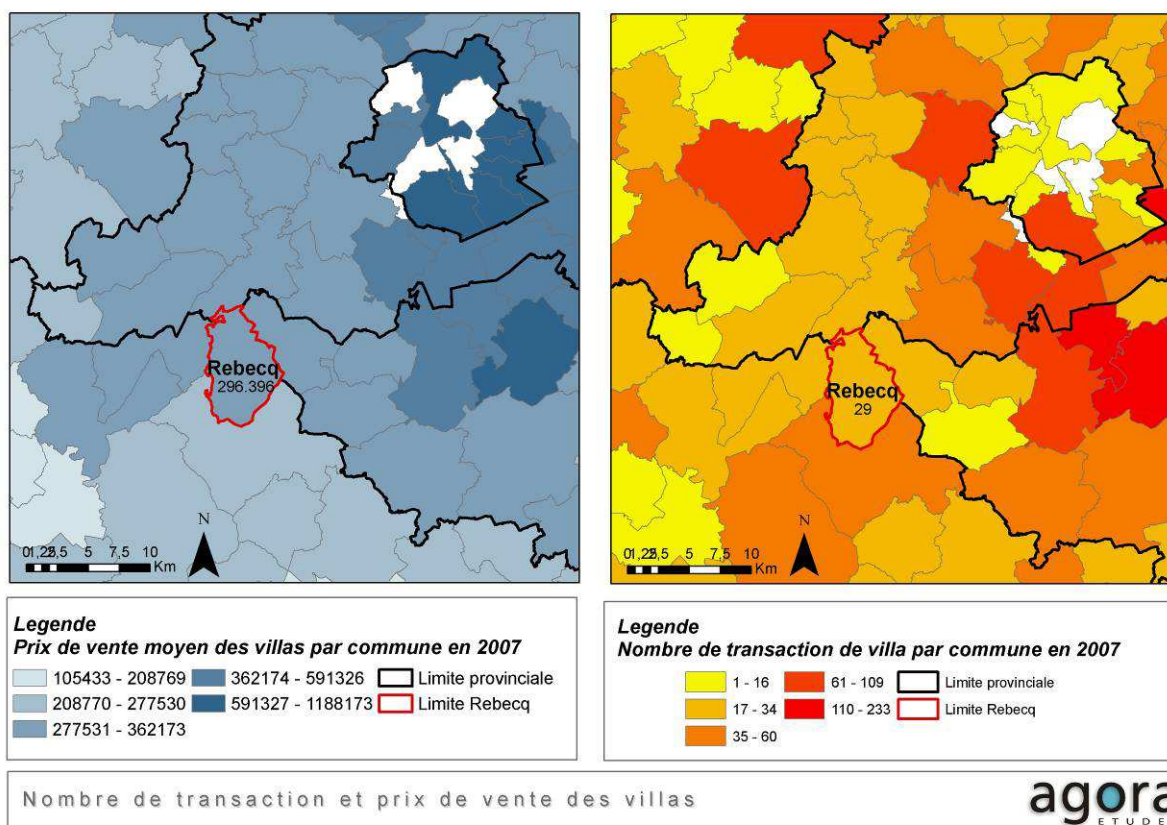 Rebecq
296.396
N
0 1,25 2,5 5 7,5 10
Km
Rebecq
29
N
0 1,25 2,5 5 7,5 10
Km
Legende
Prix de vente moyen des villas par commune en 2007
105433 - 208769
362174 - 591326
Limite provinciale
208770 - 277530
591327 - 1188173
Limite Rebecq
277531 - 362173
Legende
Nombre de transaction de villa par commune en 2007
1 - 16
61 - 109
Limite provinciale
17 - 34
110 - 233
Limite Rebecq
35 - 60
Nombre de transaction et prix de vente des villas
agora
ETUDE